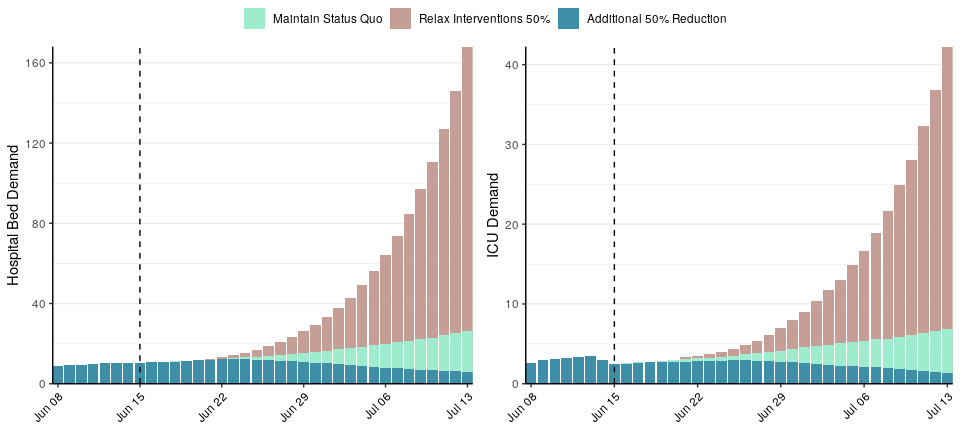 Maintain Status Quo Relax Interventions 50% Additional 50% Reduction
Hospital Bed Demand
160
120
80
40
0
Jun 08 Jun 15 Jun 22 Jun 29 Jul 06 Jul 13
ICU Demand
40
30
20
10
0
Jun 08 Jun 15 Jun 22 Jun 29 Jul 06 Jul 13